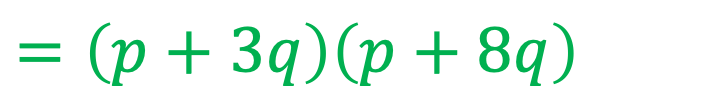 = (p + 3q)(p + 8q)